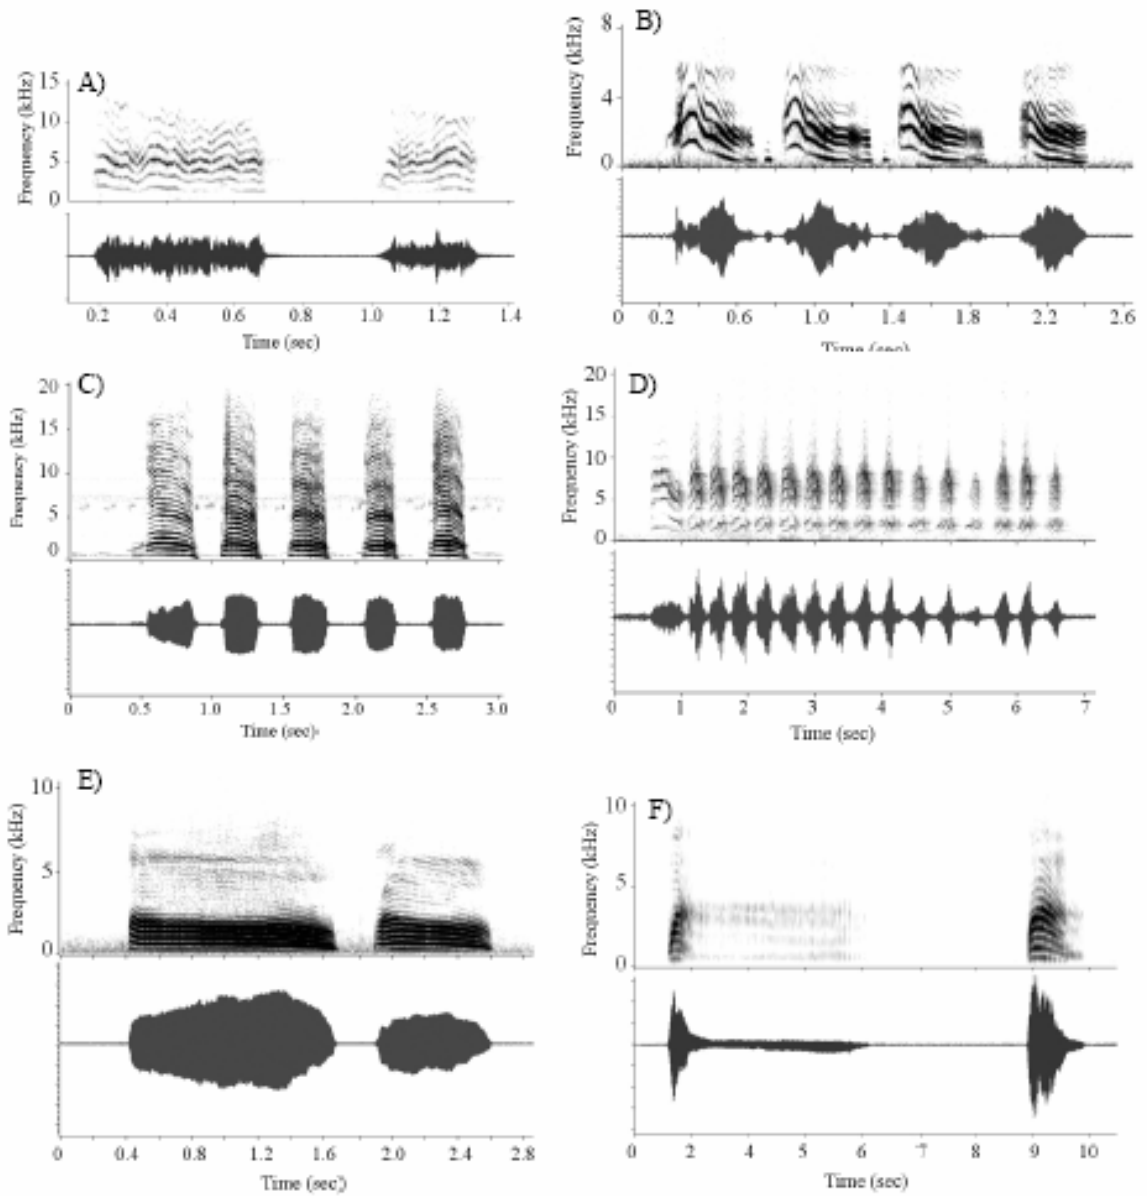 A)
Frequency (kHz)
15
10
5
0
0.2 0.4 0.6 1.0 1.2 1.4
Time (sec)
B)
Frequency (kHz)
8
4
0
0 0.2 0.6 1.0 1.4 1.8 2.2 2.6
Time (sec)
C)
Frequency (kHz)
20
15
10
5
0
0 0.5 1.0 1.5 2.0 2.5 3.0
Time (sec)
D)
Frequency (kHz)
20
15
10
5
0
0 1 2 3 4 5 6 7
Time (sec)
E)
Frequency (kHz)
10
5
0
0 0.4 0.8 1.2 1.6 2.0 2.4 2.8
Time (sec)
F)
Frequency (kHz)
10
5
0
0 2 4 5 7 8 9 10
Time (sec)